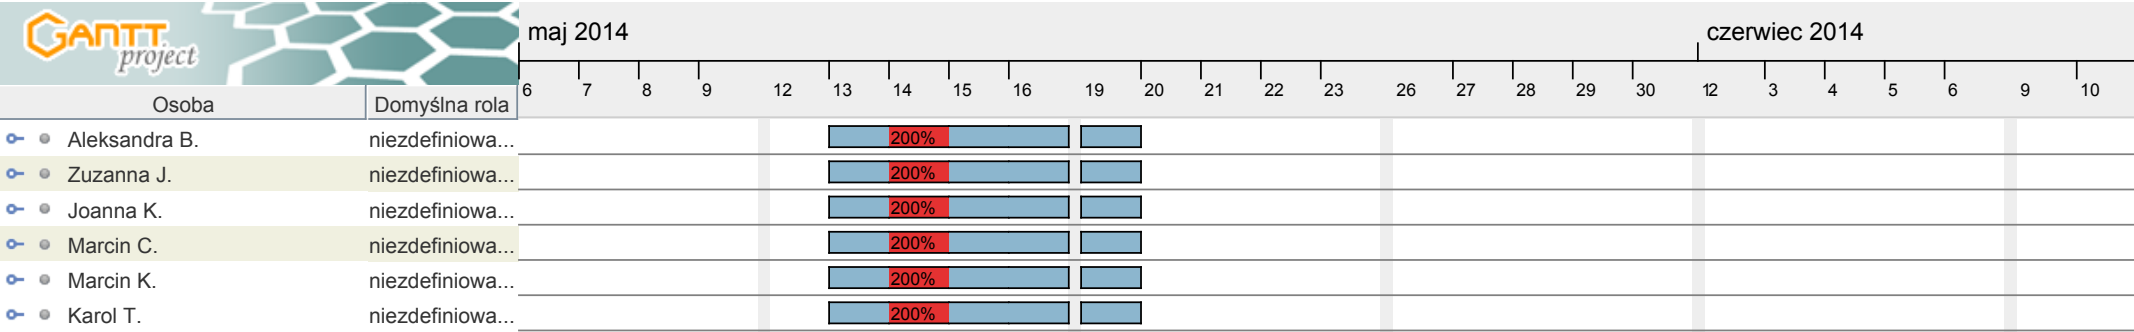 GANTT
project
maj 2014
czerwiec 2014
6 7 8 9 12 13 14 15 16 19 20 21 22 23 26 27 28 29 30 12 3 4 5 6 9 10
Osoba Domyślna rola
Aleksandra B. niezdefiniowa... 200%
Zuzanna J. niezdefiniowa... 200%
Joanna K. niezdefiniowa... 200%
Marcin C. niezdefiniowa... 200%
Marcin K. niezdefiniowa... 200%
Karol T. niezdefiniowa... 200%